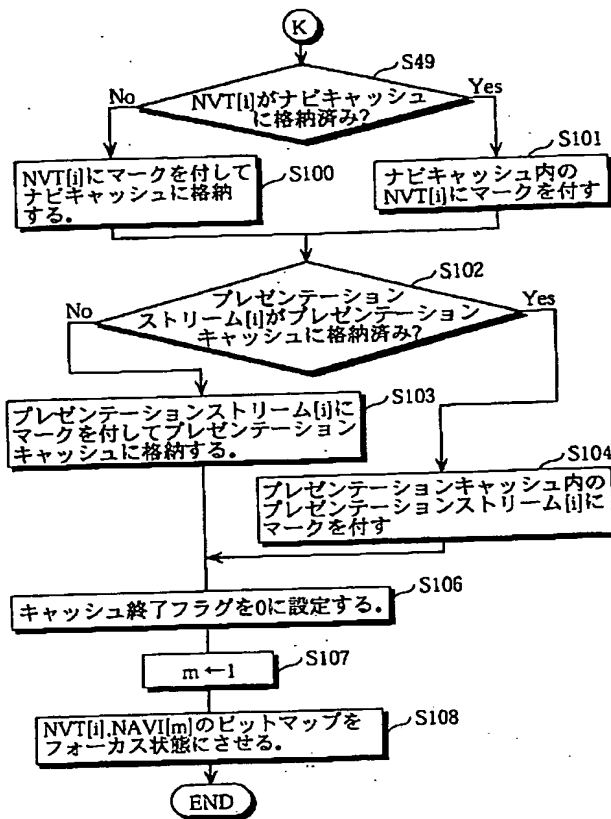 K
S49
No
Yes
NVT[i]がナビキャッシュ
に格納済み?
NVT[i]にマークを付して
ナビキャッシュに格納
する。
S100
S101
ナビキャッシュ内の
NVT[i]にマークを付す
S102
No
Yes
プレゼンテーション
ストリーム[i]がプレゼンテーション
キャッシュに格納済み?
S103
プレゼンテーションストリーム[i]に
マークを付してプレゼンテーション
キャッシュに格納する。
S104
プレゼンテーションキャッシュ内の
プレゼンテーションストリーム[i]に
マークを付す
S106
キャッシュ終了フラグを0に設定する。
S107
m←1
S108
NVT[i].NAVI[m]のビットマップを
フォーカス状態にさせる。
END